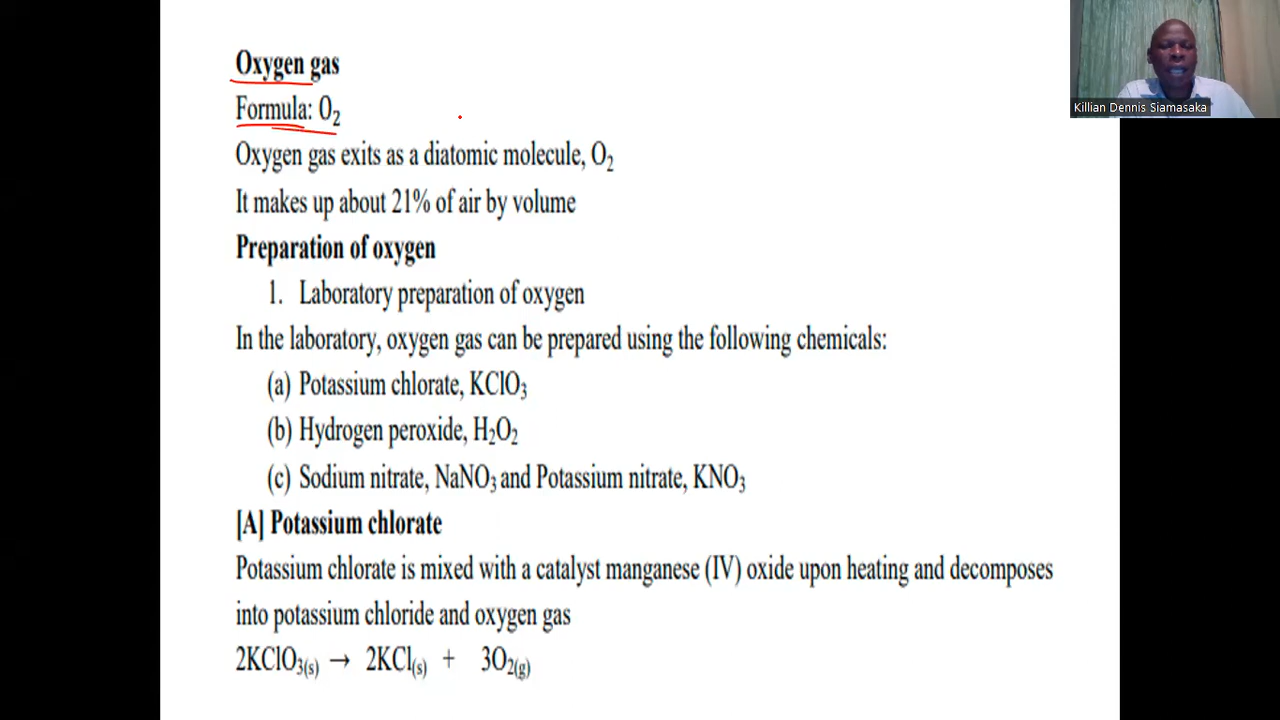 Oxygen gas
Formula: O₂
Oxygen gas exits as a diatomic molecule, O₂
It makes up about 21% of air by volume
Preparation of oxygen
1. Laboratory preparation of oxygen
In the laboratory, oxygen gas can be prepared using the following chemicals:
(a) Potassium chlorate, KClO₃
(b) Hydrogen peroxide, H₂O₂
(c) Sodium nitrate, NaNO₃ and Potassium nitrate, KNO₃
[A] Potassium chlorate
Potassium chlorate is mixed with a catalyst manganese (IV) oxide upon heating and decomposes
into potassium chloride and oxygen gas
2KClO₃(s) → 2KCl(s) + 3O₂(g)
Killian Dennis Siamasaka